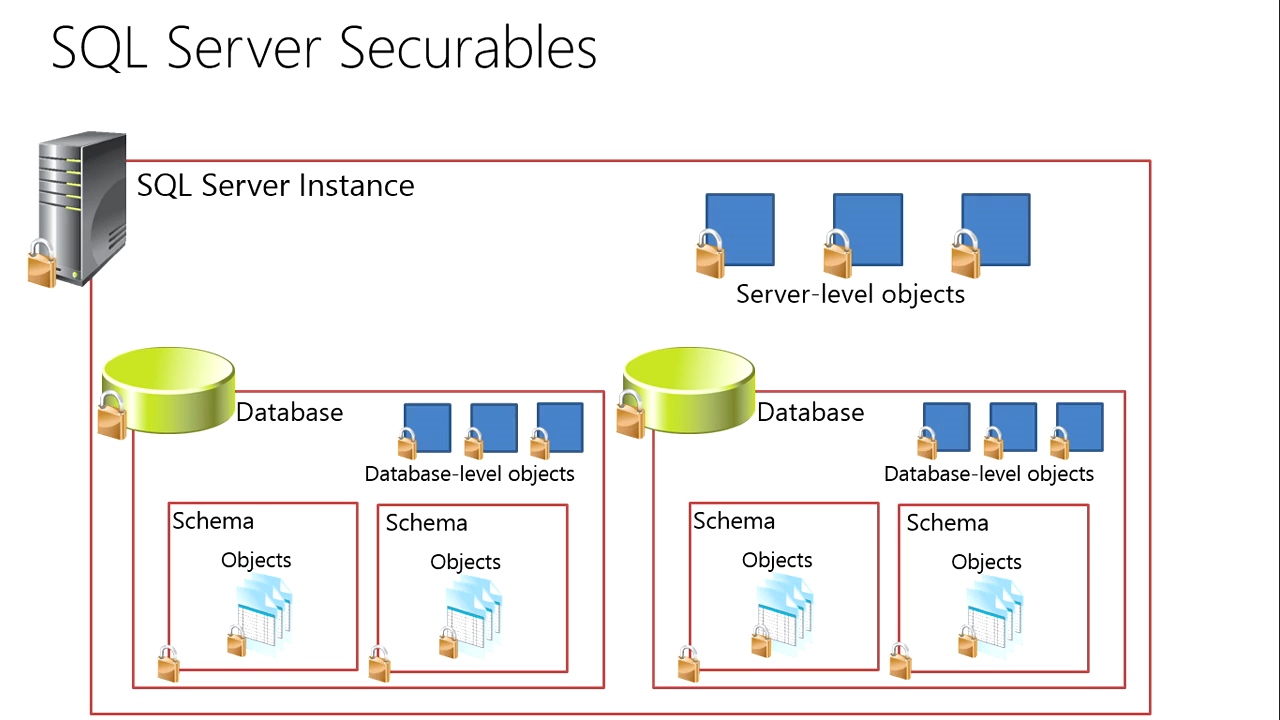 SQL Server Securables
SQL Server Instance
Server-level objects
Database
Database-level objects
Schema
Objects
Schema
Objects
Database
Database-level objects
Schema
Objects
Schema
Objects